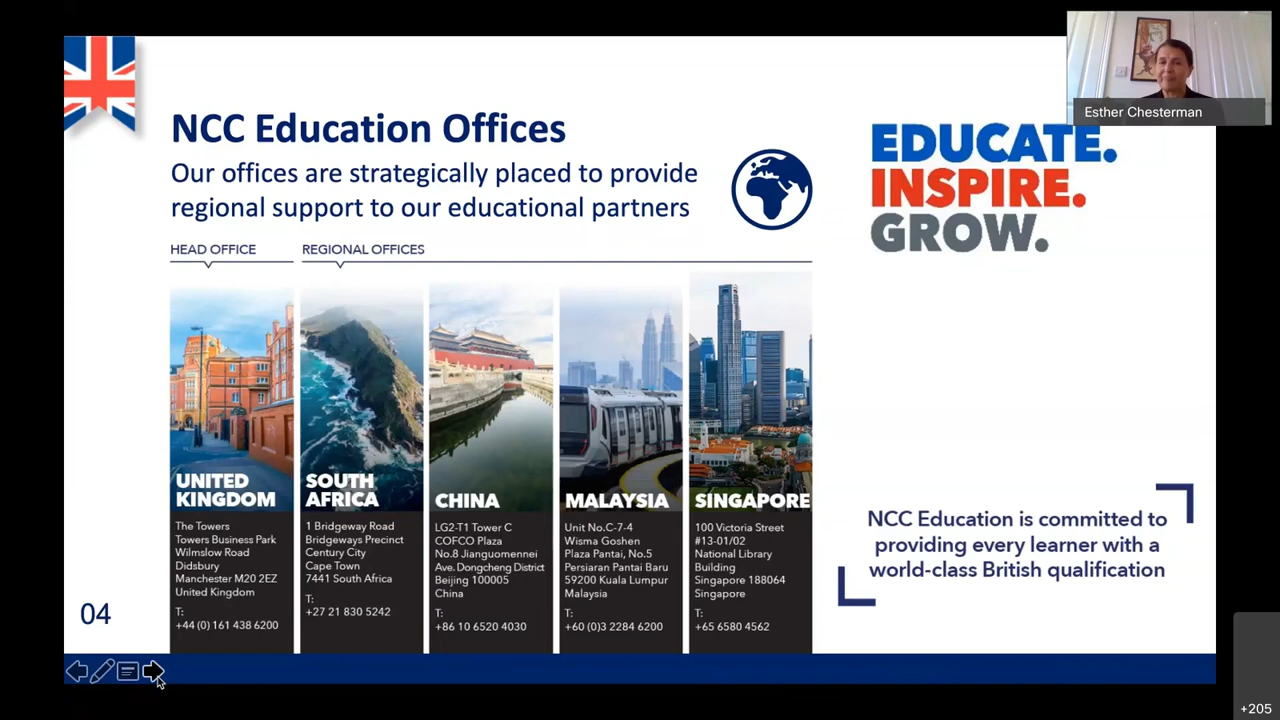 Esther Chesterman
NCC Education Offices
Our offices are strategically placed to provide
regional support to our educational partners
EDUCATE.
INSPIRE.
GROW.
HEAD OFFICE
REGIONAL OFFICES
UNITED
KINGDOM
The Towers
Towers Business Park
Wilmslow Road
Didsbury
Manchester M20 2EZ
United Kingdom
T:
+44 (0) 161 438 6200
SOUTH
AFRICA
1 Bridgeway Road
Bridgeways Precinct
Century City
Cape Town
7441 South Africa
T:
+27 21 830 5242
CHINA
LG2-T1 Tower C
COFCO Plaza
No.8 Jianguomennei
Ave. Dongcheng District
Beijing 100005
China
T:
+86 10 6520 4030
MALAYSIA
Unit No.C-7-4
Wisma Goshen
Plaza Pantai, No.5
Persiaran Pantai Baru
59200 Kuala Lumpur
Malaysia
T:
+60 (0)3 2284 6200
SINGAPORE
100 Victoria Street
#13-01/02
National Library
Building
Singapore 188064
Singapore
T:
+65 6580 4562
NCC Education is committed to
providing every learner with a
world-class British qualification
04
+205